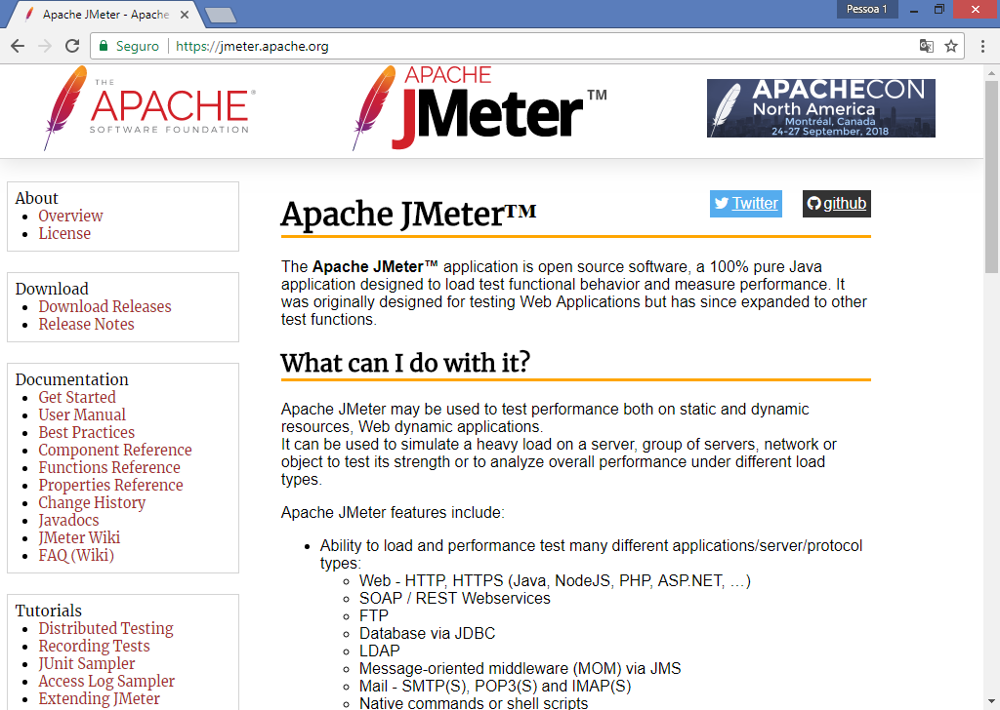 Apache JMeter - Apache
Pessoa 1
Seguro
https://jmeter.apache.org
THE
APACHE®
SOFTWARE FOUNDATION
APACHE
JMeter™
APACHECON
North America
Montréal, Canada
24-27 September, 2018
About
Overview
License
Download
Download Releases
Release Notes
Documentation
Get Started
User Manual
Best Practices
Component Reference
Functions Reference
Properties Reference
Change History
Javadocs
JMeter Wiki
FAQ (Wiki)
Tutorials
Distributed Testing
Recording Tests
JUnit Sampler
Access Log Sampler
Extending JMeter
Apache JMeter™
Twitter
github
The Apache JMeter™ application is open source software, a 100% pure Java
application designed to load test functional behavior and measure performance. It
was originally designed for testing Web Applications but has since expanded to other
test functions.
What can I do with it?
Apache JMeter may be used to test performance both on static and dynamic
resources, Web dynamic applications.
It can be used to simulate a heavy load on a server, group of servers, network or
object to test its strength or to analyze overall performance under different load
types.
Apache JMeter features include:
Ability to load and performance test many different applications/server/protocol
types:
Web - HTTP, HTTPS (Java, NodeJS, PHP, ASP.NET, …)
SOAP / REST Webservices
FTP
Database via JDBC
LDAP
Message-oriented middleware (MOM) via JMS
Mail - SMTP(S), POP3(S) and IMAP(S)
Native commands or shell scripts